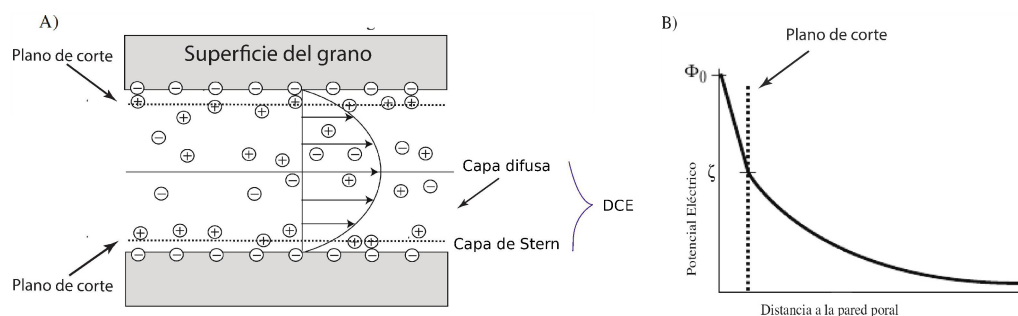 A)
Plano de corte
Superficie del grano
Capa difusa
DCE
Capa de Stern
Plano de corte
B)
Plano de corte
Φ0
ζ
Potencial Eléctrico
Distancia a la pared poral